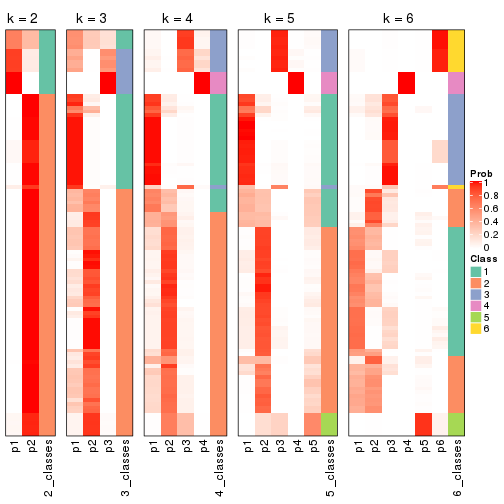 k = 2
k = 3
k = 4
k = 5
k = 6
Prob
1
0.8
0.6
0.4
0.2
0
Class
1
2
3
4
5
6
p1
p2
2_classes
p1
p2
p3
3_classes
p1
p2
p3
p4
4_classes
p1
p2
p3
p4
p5
5_classes
p1
p2
p3
p4
p5
p6
6_classes